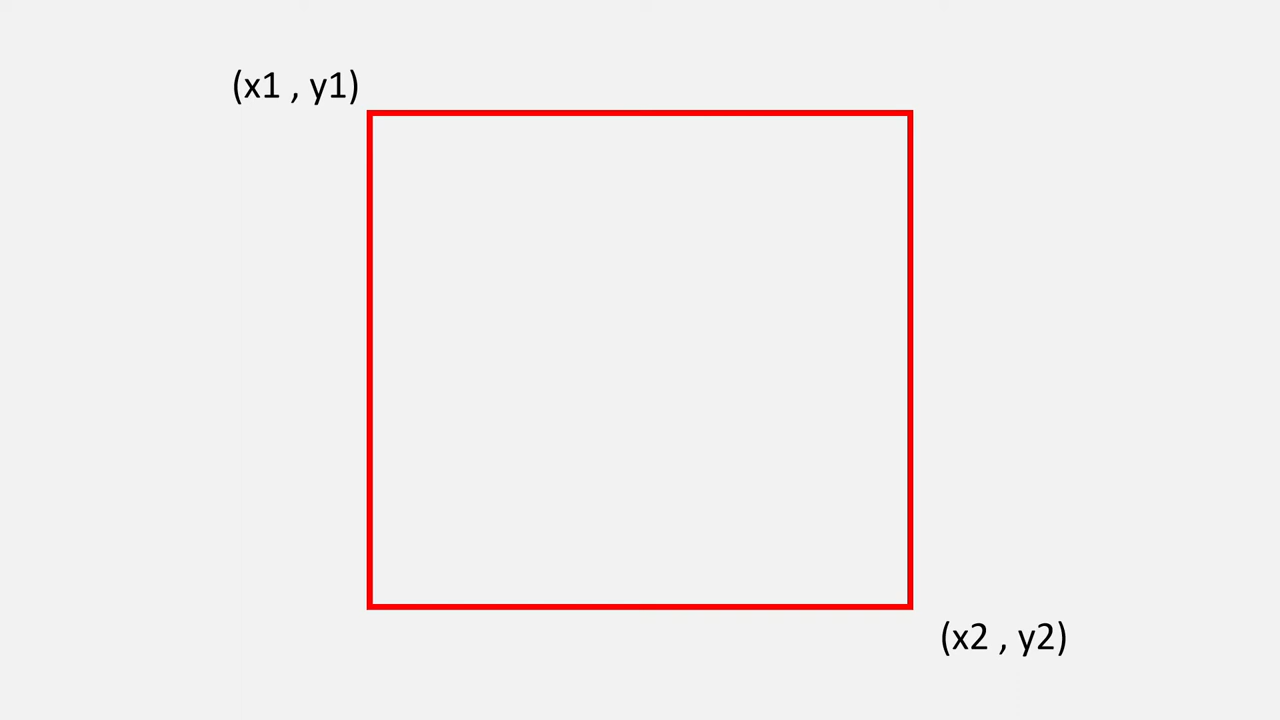 (x1 , y1)
(x2 , y2)